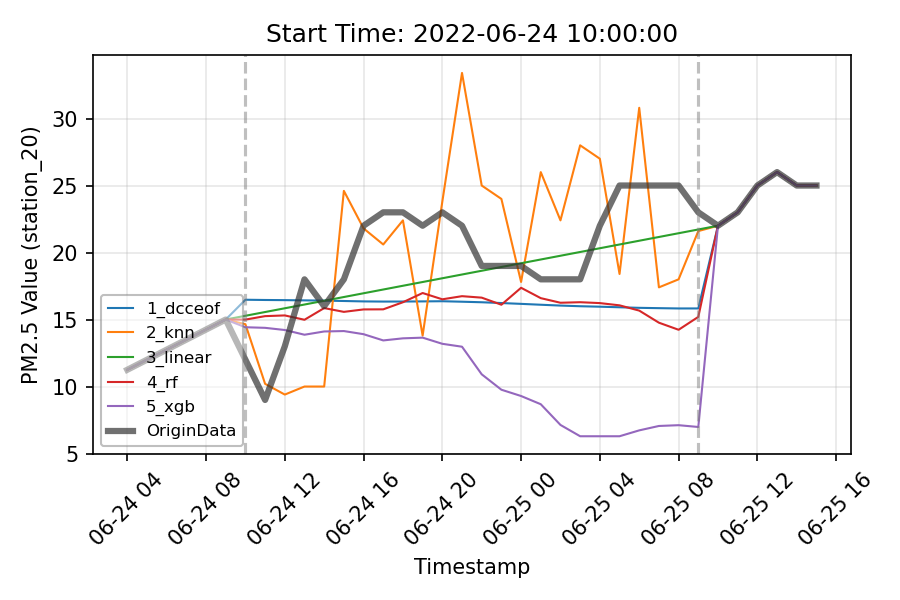 Start Time: 2022-06-24 10:00:00
PM2.5 Value (station_20)
30
25
20
15
10
5
1_dcceof
2_knn
3_linear
4_rf
5_xgb
OriginData
06-24 04
06-24 08
06-24 12
06-24 16
06-24 20
06-25 00
06-25 04
06-25 08
06-25 12
06-25 16
Timestamp